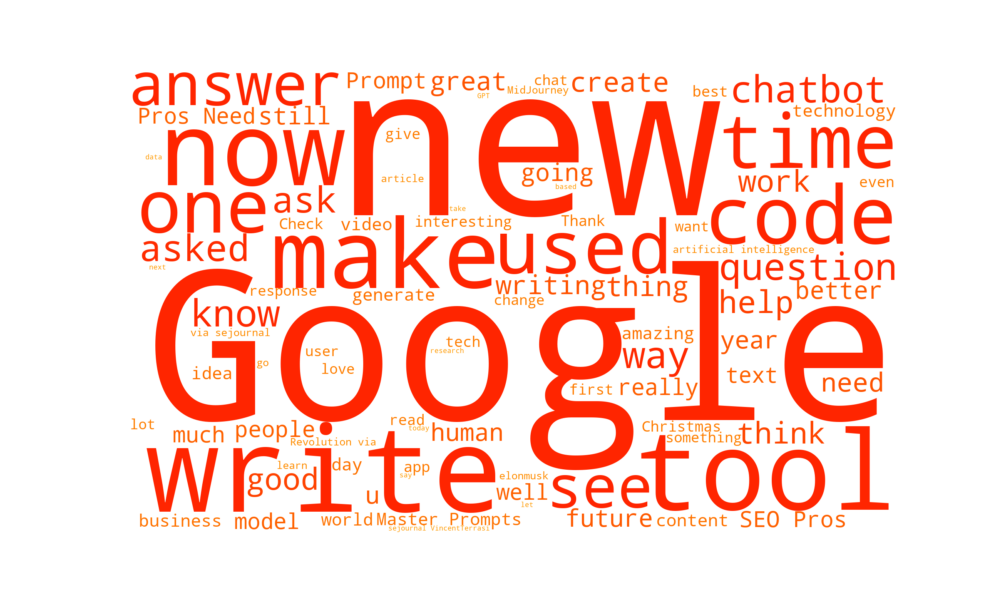 answer
Prompt
great
chat
MidJourney
GPT
create
best
chatbot
technology
Pros Need
still
new
now
give
time
data
article
going
based
work
even
one
ask
take
code
Check
video
interesting
Thank
want
asked
make
used
artificial intelligence
next
question
response
generate
writing
thing
change
help
better
Google
know
via sejournal
tech
amazing
year
user
research
way
go
idea
love
first
really
text
need
lot
much
people
read
today
human
Christmas
something
think
Revolution via
write
learn
day
app
say
good
elonmusk
see
tool
u
well
let
business
model
world
Master Prompts
sejournal VincentTerrasi
future
content
SEO Pros